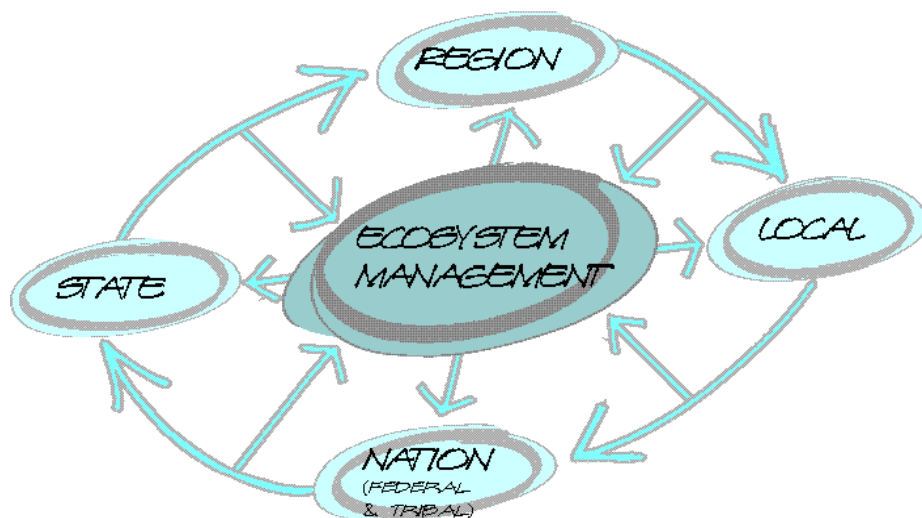 REGION
LOCAL
ECOSYSTEM
MANAGEMENT
STATE
NATION
(FEDERAL
& TRIBAL)